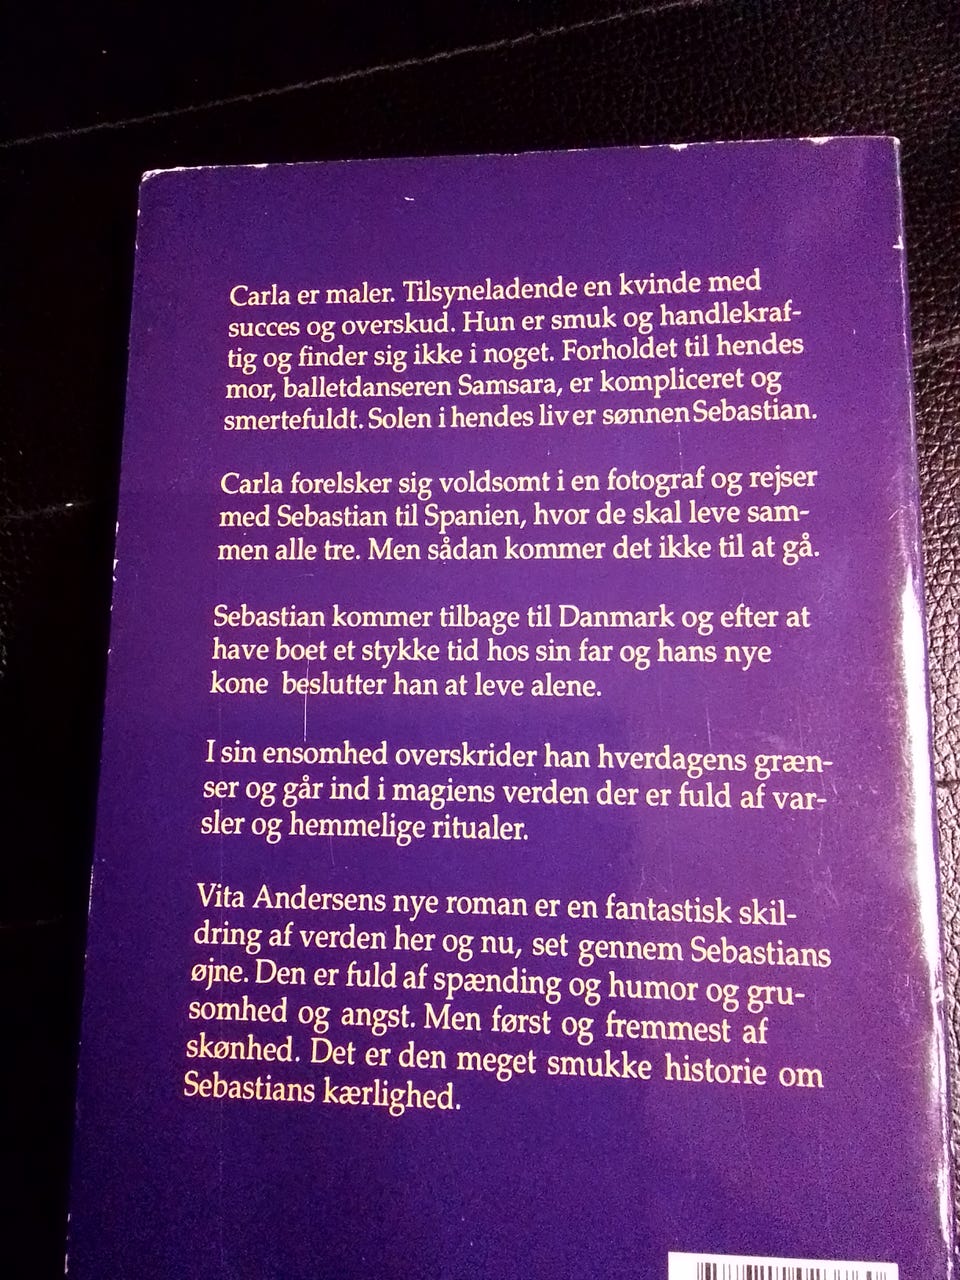 Carla er maler. Tilsyneladende en kvinde med
succes og overskud. Hun er smuk og handlekraf-
tig og finder sig ikke i noget. Forholdet til hendes
mor, balletdanseren Samsara, er kompliceret og
smertefuldt. Solen i hendes liv er sønnen Sebastian.
Carla forelsker sig voldsomt i en fotograf og rejser
med Sebastian til Spanien, hvor de skal leve sam-
men alle tre. Men sådan kommer det ikke til at gå.
Sebastian kommer tilbage til Danmark og efter at
have boet et stykke tid hos sin far og hans nye
kone beslutter han at leve alene.
I sin ensomhed overskrider han hverdagens græn-
ser og går ind i magiens verden der er fuld af var-
sler og hemmelige ritualer.
Vita Andersens nye roman er en fantastisk skil-
dring af verden her og nu, set gennem Sebastians
øjne. Den er fuld af spænding og humor og gru-
somhed og angst. Men først og fremmest af
skønhed. Det er den meget smukke historie om
Sebastians kærlighed.